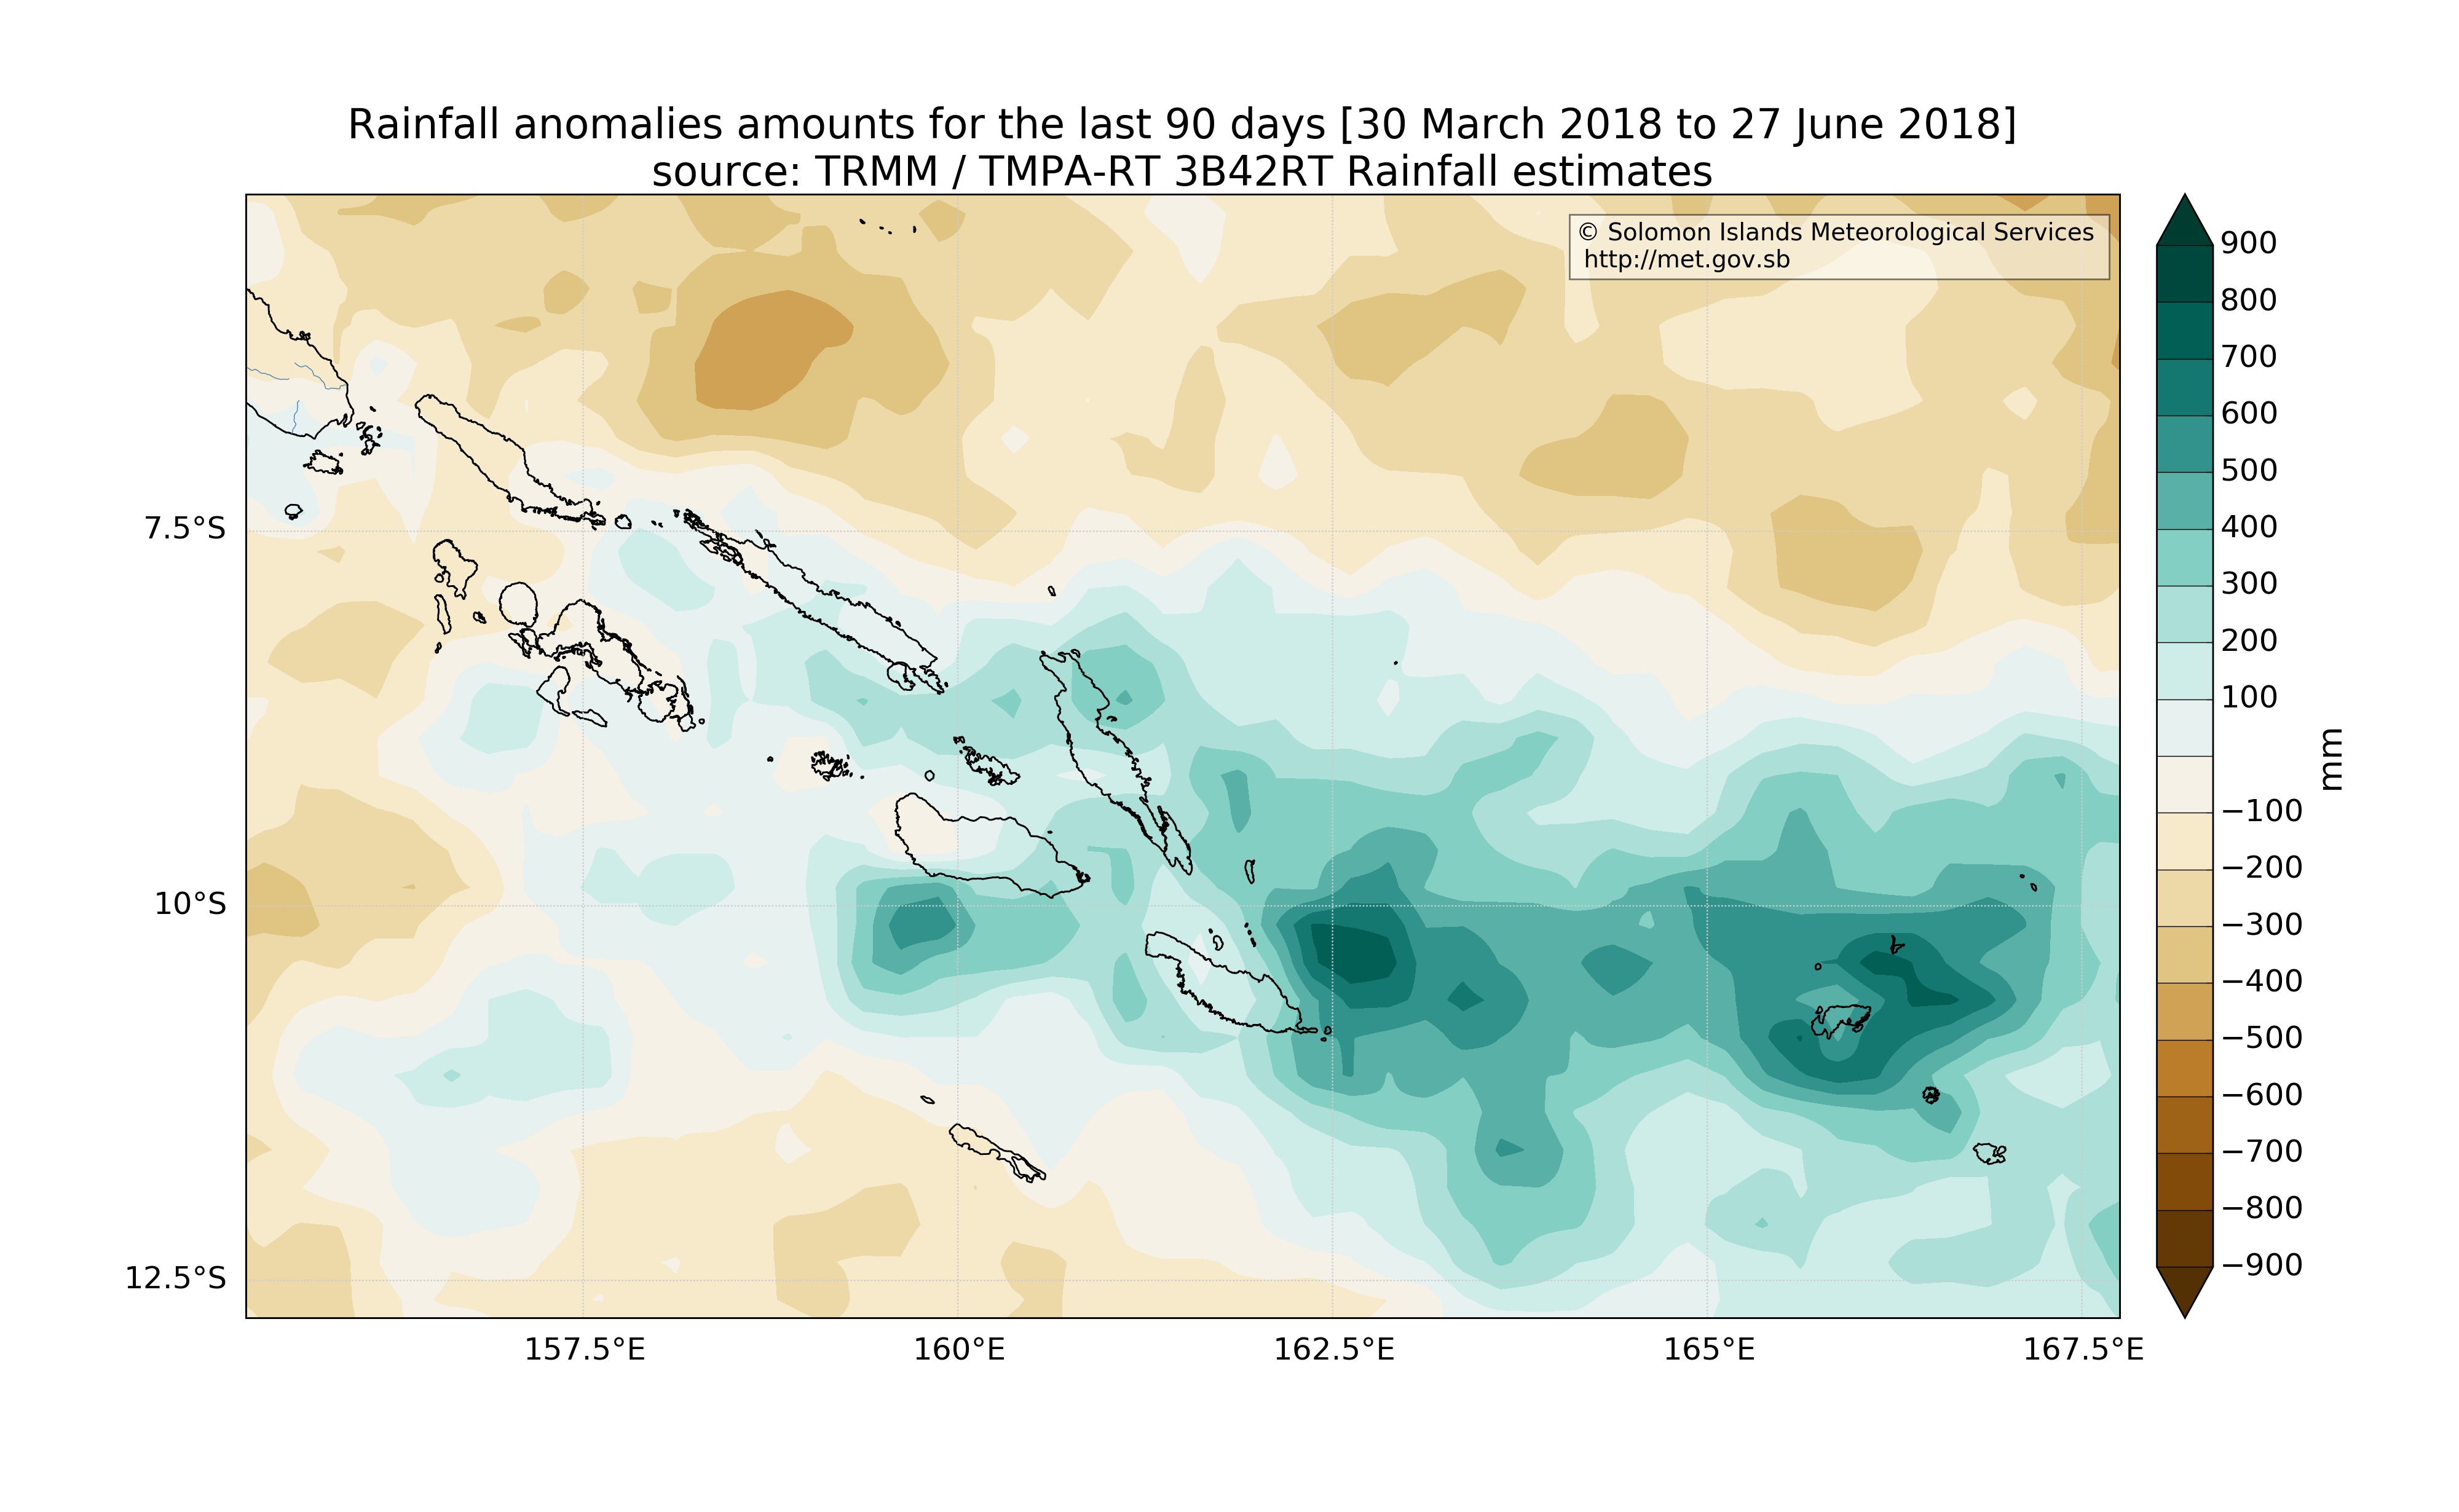 Rainfall anomalies amounts for the last 90 days [30 March 2018 to 27 June 2018]
source: TRMM / TMPA-RT 3B42RT Rainfall estimates
© Solomon Islands Meteorological Services
http://met.gov.sb
7.5°S
10°S
12.5°S
157.5°E
160°E
162.5°E
165°E
167.5°E
900
800
700
600
500
400
300
200
100
−100
−200
−300
−400
−500
−600
−700
−800
−900
mm